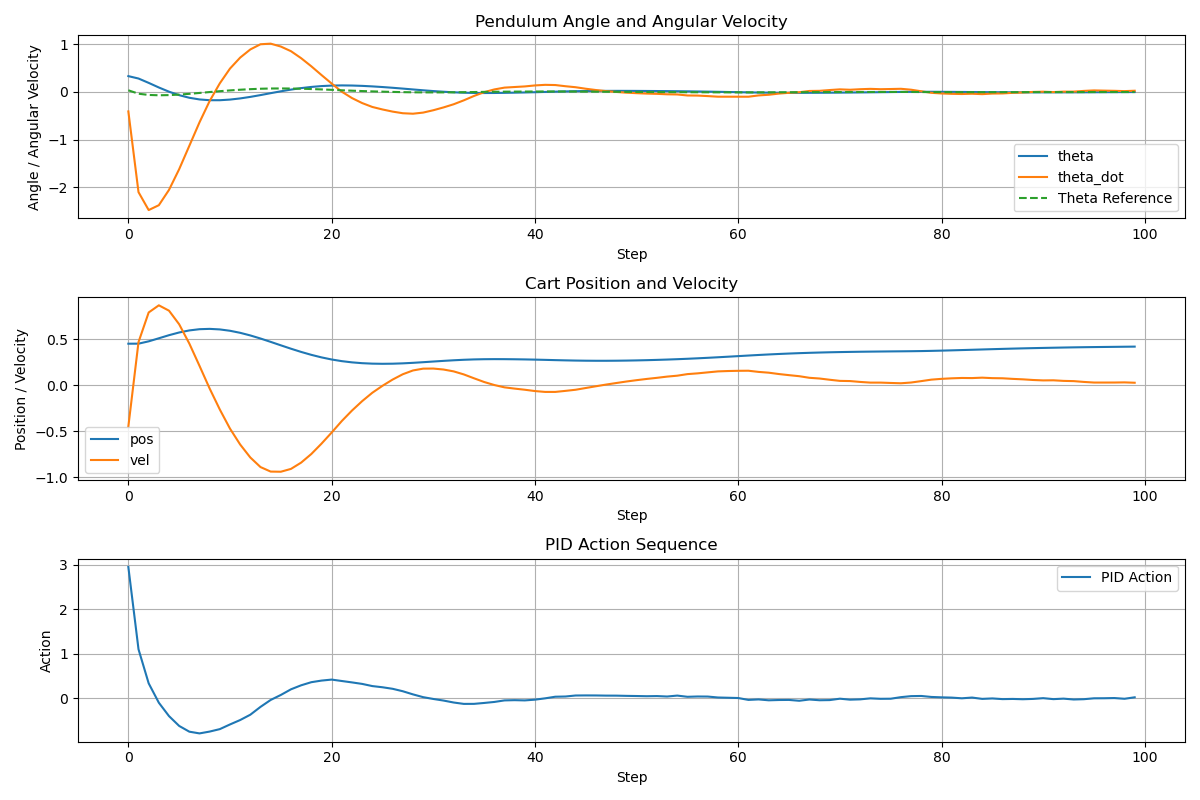 Pendulum Angle and Angular Velocity
Angle / Angular Velocity
1
0
−1
−2
theta
theta_dot
Theta Reference
0 20 40 60 80 100
Step
Cart Position and Velocity
Position / Velocity
0.5
0.0
−0.5
−1.0
pos
vel
0 20 40 60 80 100
Step
PID Action Sequence
Action
3
2
1
0
PID Action
0 20 40 60 80 100
Step